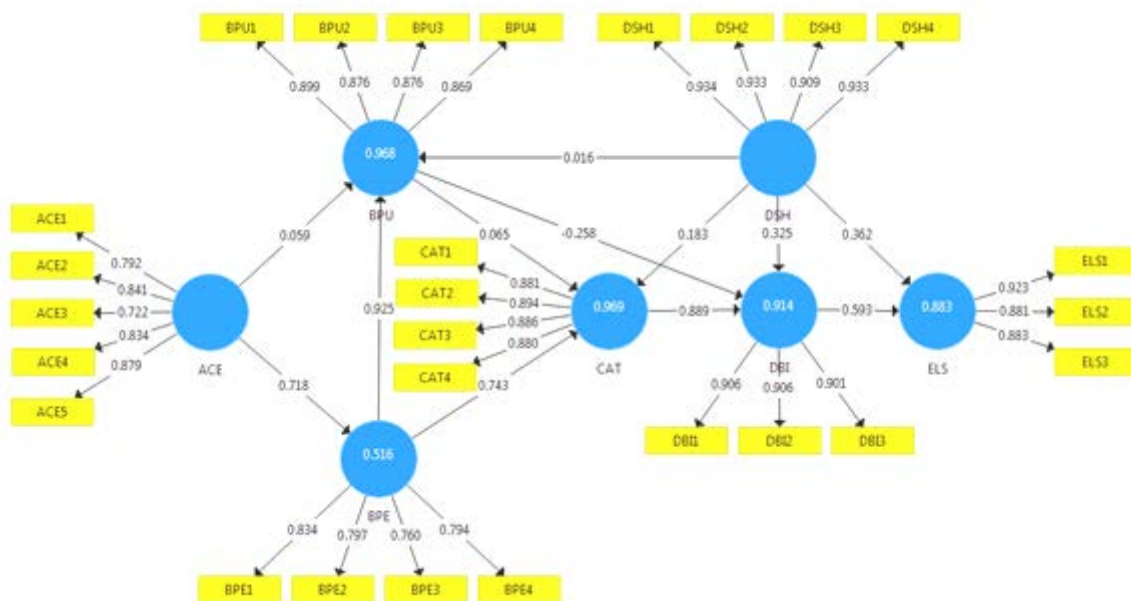 BPU1
BPU2
BPU3
BPU4
DSH1
DSH2
DSH3
DSH4
0.899
0.876
0.876
0.869
0.934
0.933
0.909
0.933
0.968
0.016
BPU
DSH
ACE1
ACE2
ACE3
ACE4
ACE5
0.792
0.841
0.722
0.834
0.879
ACE
0.059
0.718
0.925
0.065
-0.258
0.183
0.325
0.362
CAT1
CAT2
CAT3
CAT4
0.881
0.894
0.886
0.880
0.743
0.969
CAT
0.889
0.914
DBI
0.593
0.883
ELS
0.923
0.881
0.883
ELS1
ELS2
ELS3
0.906
0.906
0.901
DBI1
DBI2
DBI3
0.516
BPE
0.834
0.797
0.760
0.794
BPE1
BPE2
BPE3
BPE4